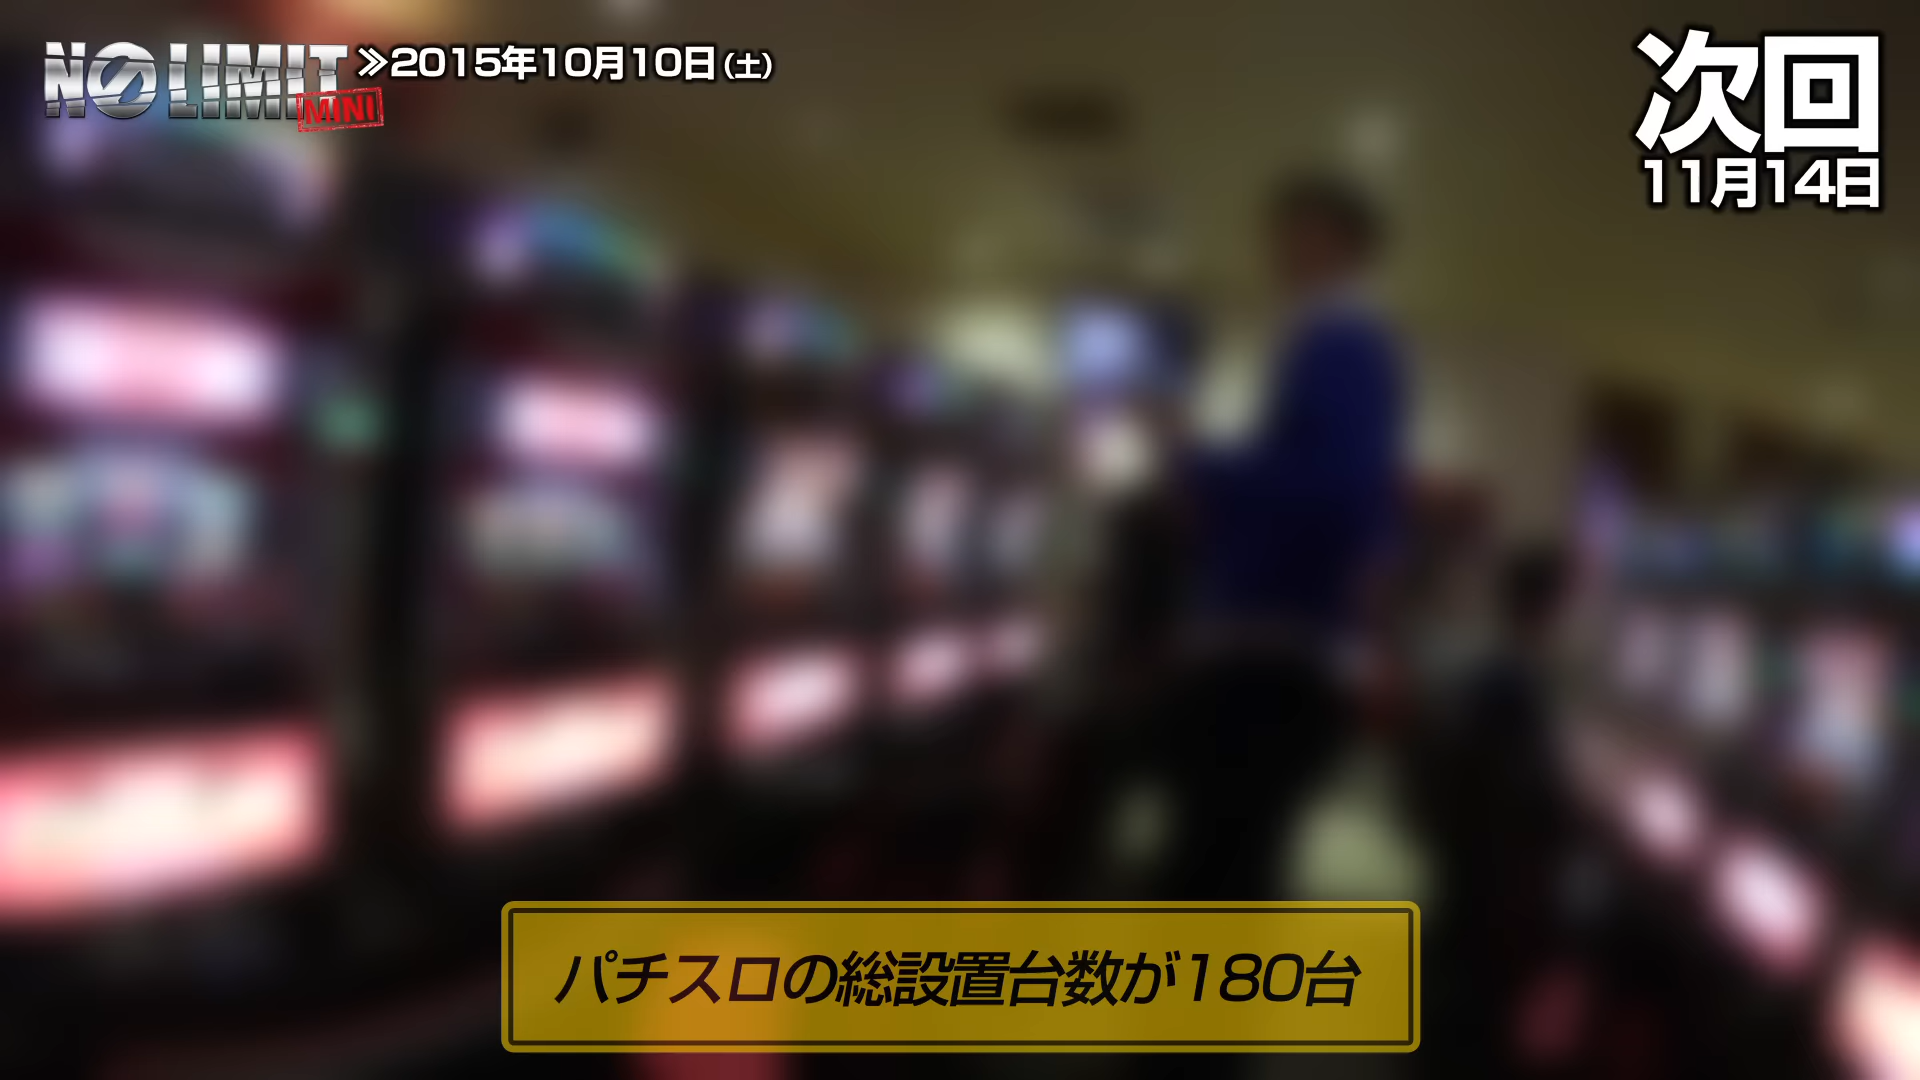 NO LIMIT
MINI
≫2015年10月10日(土)
次回
11月14日
パチスロの総設置台数が180台